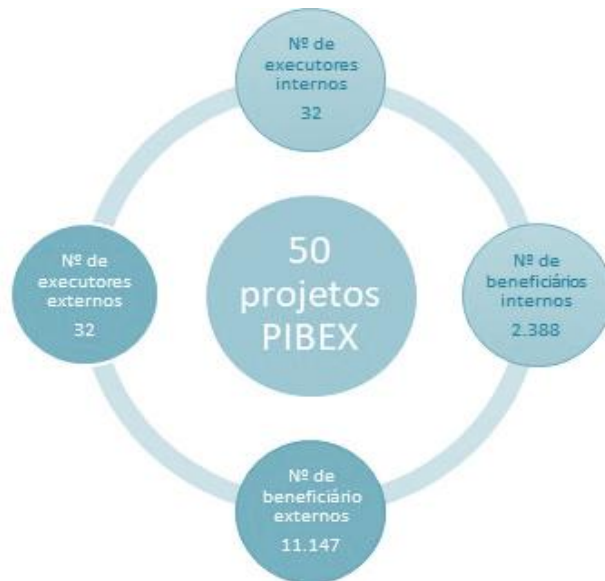 Nº de
executores
internos
32
50
projetos
PIBEX
Nº de
executores
externos
32
Nº de
beneficiários
internos
2.388
Nº de
beneficiário
externos
11.147